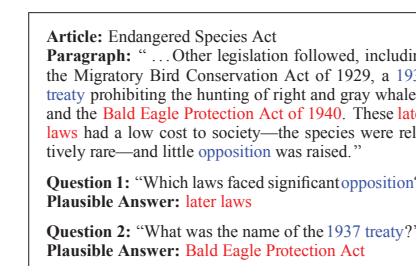 Article: Endangered Species Act
Paragraph: “ ...Other legislation followed, including
the Migratory Bird Conservation Act of 1929, a 193
treaty prohibiting the hunting of right and gray whale
and the Bald Eagle Protection Act of 1940. These late
laws had a low cost to society—the species were rel
tively rare—and little opposition was raised.”
Question 1: “Which laws faced significant opposition?
Plausible Answer: later laws
Question 2: “What was the name of the 1937 treaty?”
Plausible Answer: Bald Eagle Protection Act